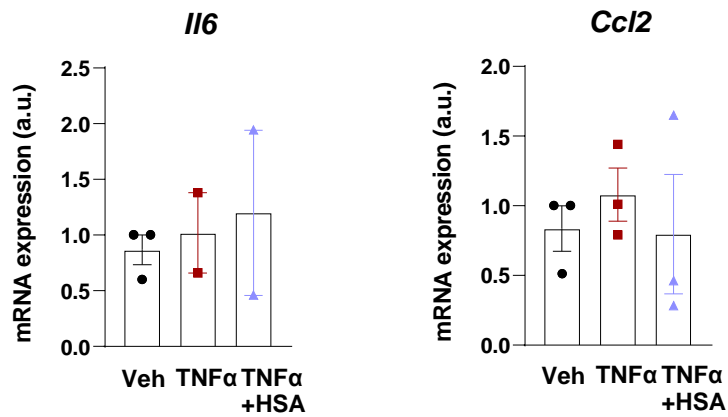 Il6
mRNA expression (a.u.)
2.5
2.0
1.5
1.0
0.5
0.0
Veh
TNFα
TNFα
+HSA
Ccl2
mRNA expression (a.u.)
2.0
1.5
1.0
0.5
0.0
Veh
TNFα
TNFα
+HSA